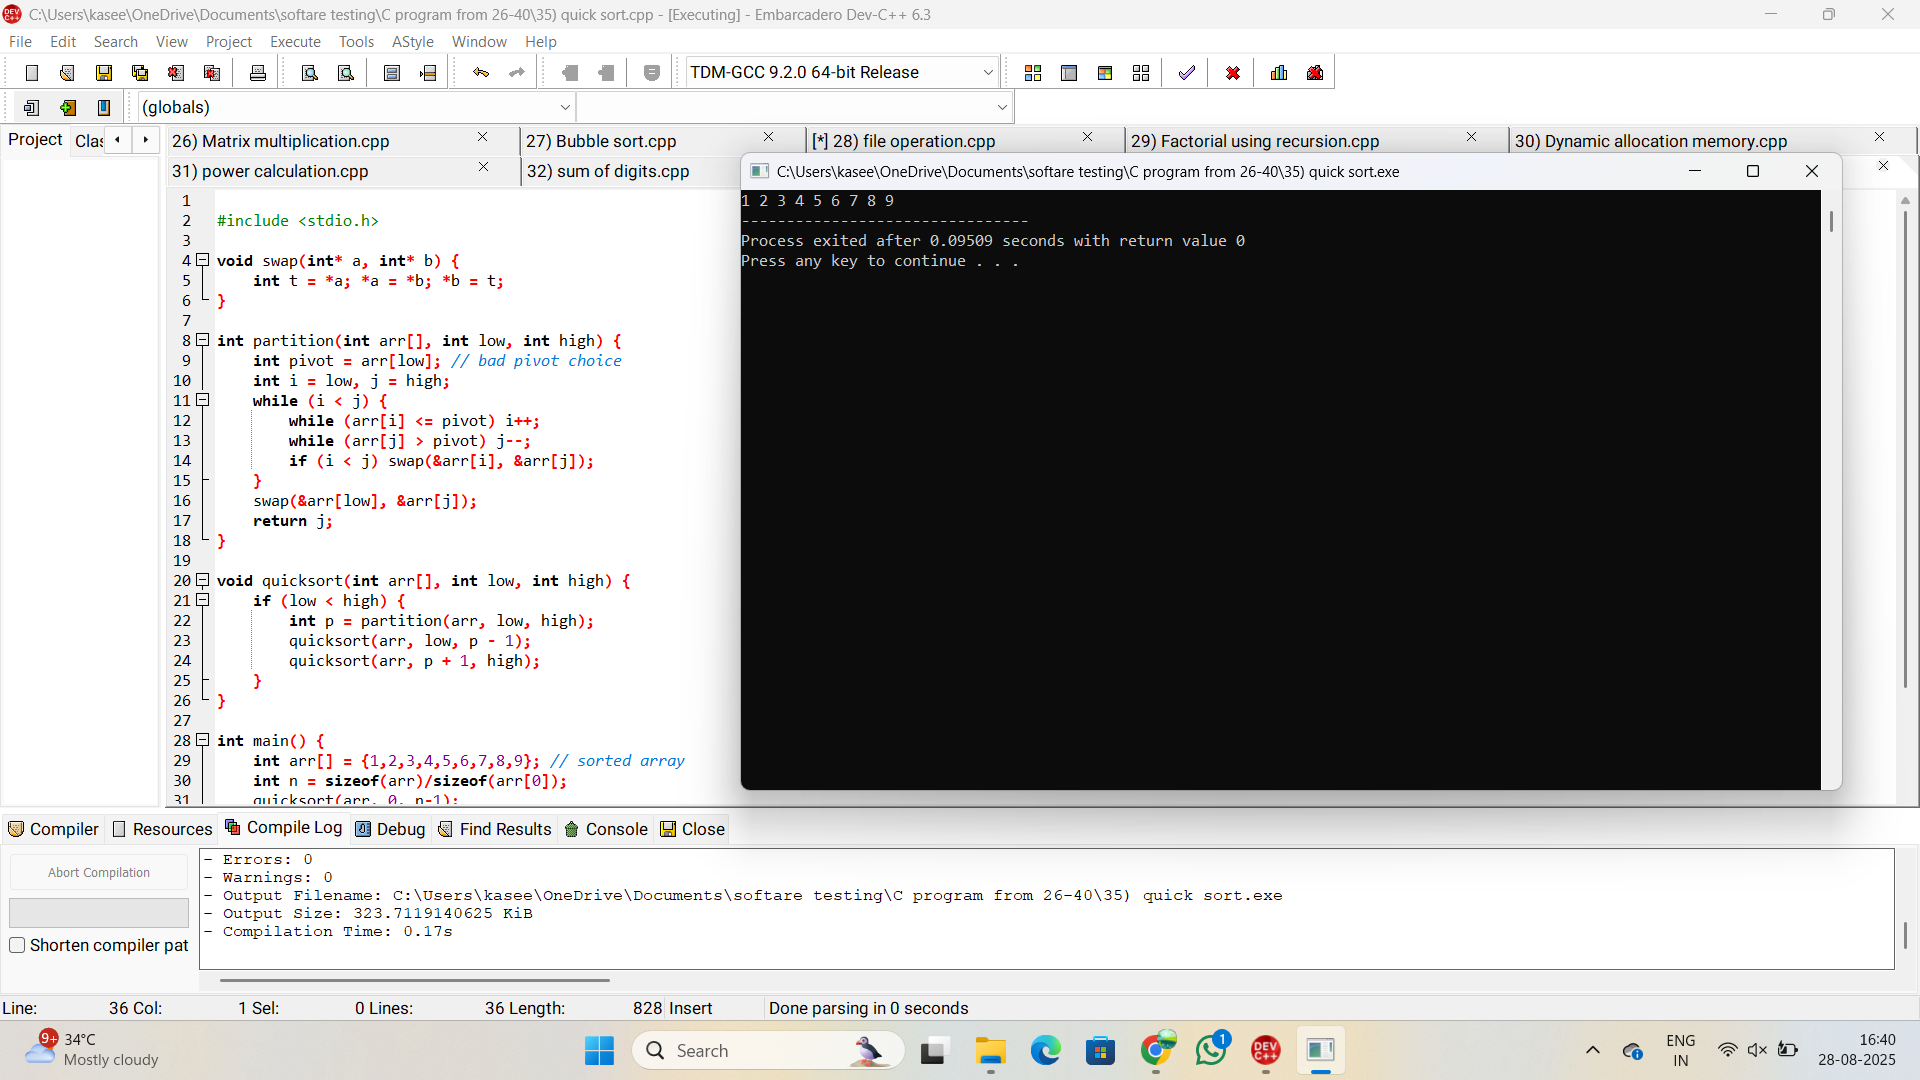 C:\Users\kasee\OneDrive\Documents\softare testing\C program from 26-40\35) quick sort.cpp - [Executing] - Embarcadero Dev-C++ 6.3
File Edit Search View Project Execute Tools AStyle Window Help
TDM-GCC 9.2.0 64-bit Release
(globals)
Project Clas 26) Matrix multiplication.cpp 27) Bubble sort.cpp [*] 28) file operation.cpp 29) Factorial using recursion.cpp 30) Dynamic allocation memory.cpp
31) power calculation.cpp 32) sum of digits.cpp
C:\Users\kasee\OneDrive\Documents\softare testing\C program from 26-40\35) quick sort.exe
1 2 3 4 5 6 7 8 9
--------------------------------
Process exited after 0.09509 seconds with return value 0
Press any key to continue . . .
1
2 #include <stdio.h>
3
4 void swap(int* a, int* b) {
5 int t = *a; *a = *b; *b = t;
6 }
7
8 int partition(int arr[], int low, int high) {
9 int pivot = arr[low]; // bad pivot choice
10 int i = low, j = high;
11 while (i < j) {
12 while (arr[i] <= pivot) i++;
13 while (arr[j] > pivot) j--;
14 if (i < j) swap(&arr[i], &arr[j]);
15 }
16 swap(&arr[low], &arr[j]);
17 return j;
18 }
19
20 void quicksort(int arr[], int low, int high) {
21 if (low < high) {
22 int p = partition(arr, low, high);
23 quicksort(arr, low, p - 1);
24 quicksort(arr, p + 1, high);
25 }
26 }
27
28 int main() {
29 int arr[] = {1,2,3,4,5,6,7,8,9}; // sorted array
30 int n = sizeof(arr)/sizeof(arr[0]);
31 quicksort(arr, 0, n-1);
Compiler Resources Compile Log Debug Find Results Console Close
Abort Compilation
Shorten compiler pat
- Errors: 0
- Warnings: 0
- Output Filename: C:\Users\kasee\OneDrive\Documents\softare testing\C program from 26-40\35) quick sort.exe
- Output Size: 323.7119140625 KiB
- Compilation Time: 0.17s
Line: 36 Col: 1 Sel: 0 Lines: 36 Length: 828 Insert Done parsing in 0 seconds
9+ 34°C
Mostly cloudy
Search
DEV C++
1
ENG
IN
16:40
28-08-2025